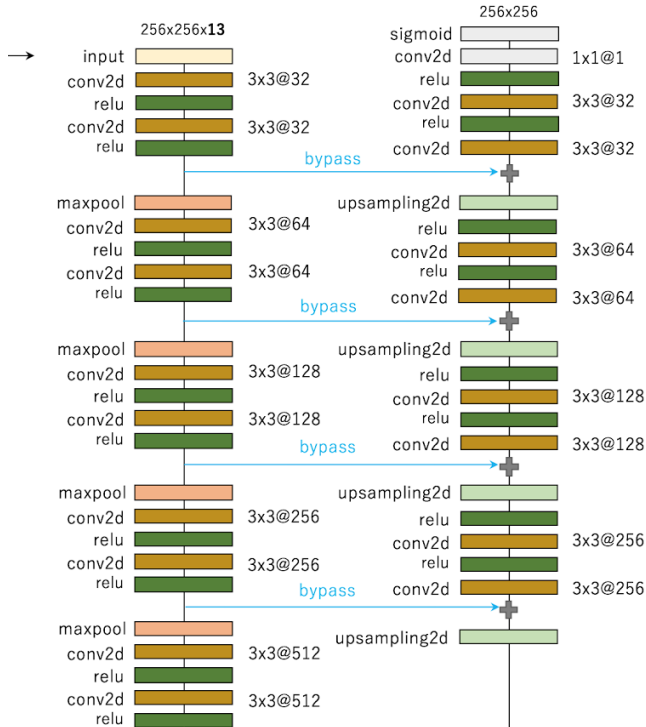 256x256x13
input
conv2d 3x3@32
relu
conv2d 3x3@32
relu
bypass
maxpool
conv2d 3x3@64
relu
conv2d 3x3@64
relu
bypass
maxpool
conv2d 3x3@128
relu
conv2d 3x3@128
relu
bypass
maxpool
conv2d 3x3@256
relu
conv2d 3x3@256
relu
bypass
maxpool
conv2d 3x3@512
relu
conv2d 3x3@512
relu
256x256
sigmoid
conv2d 1x1@1
relu
conv2d 3x3@32
relu
conv2d 3x3@32
upsampling2d
relu
conv2d 3x3@64
relu
conv2d 3x3@64
upsampling2d
relu
conv2d 3x3@128
relu
conv2d 3x3@128
upsampling2d
relu
conv2d 3x3@256
relu
conv2d 3x3@256
upsampling2d